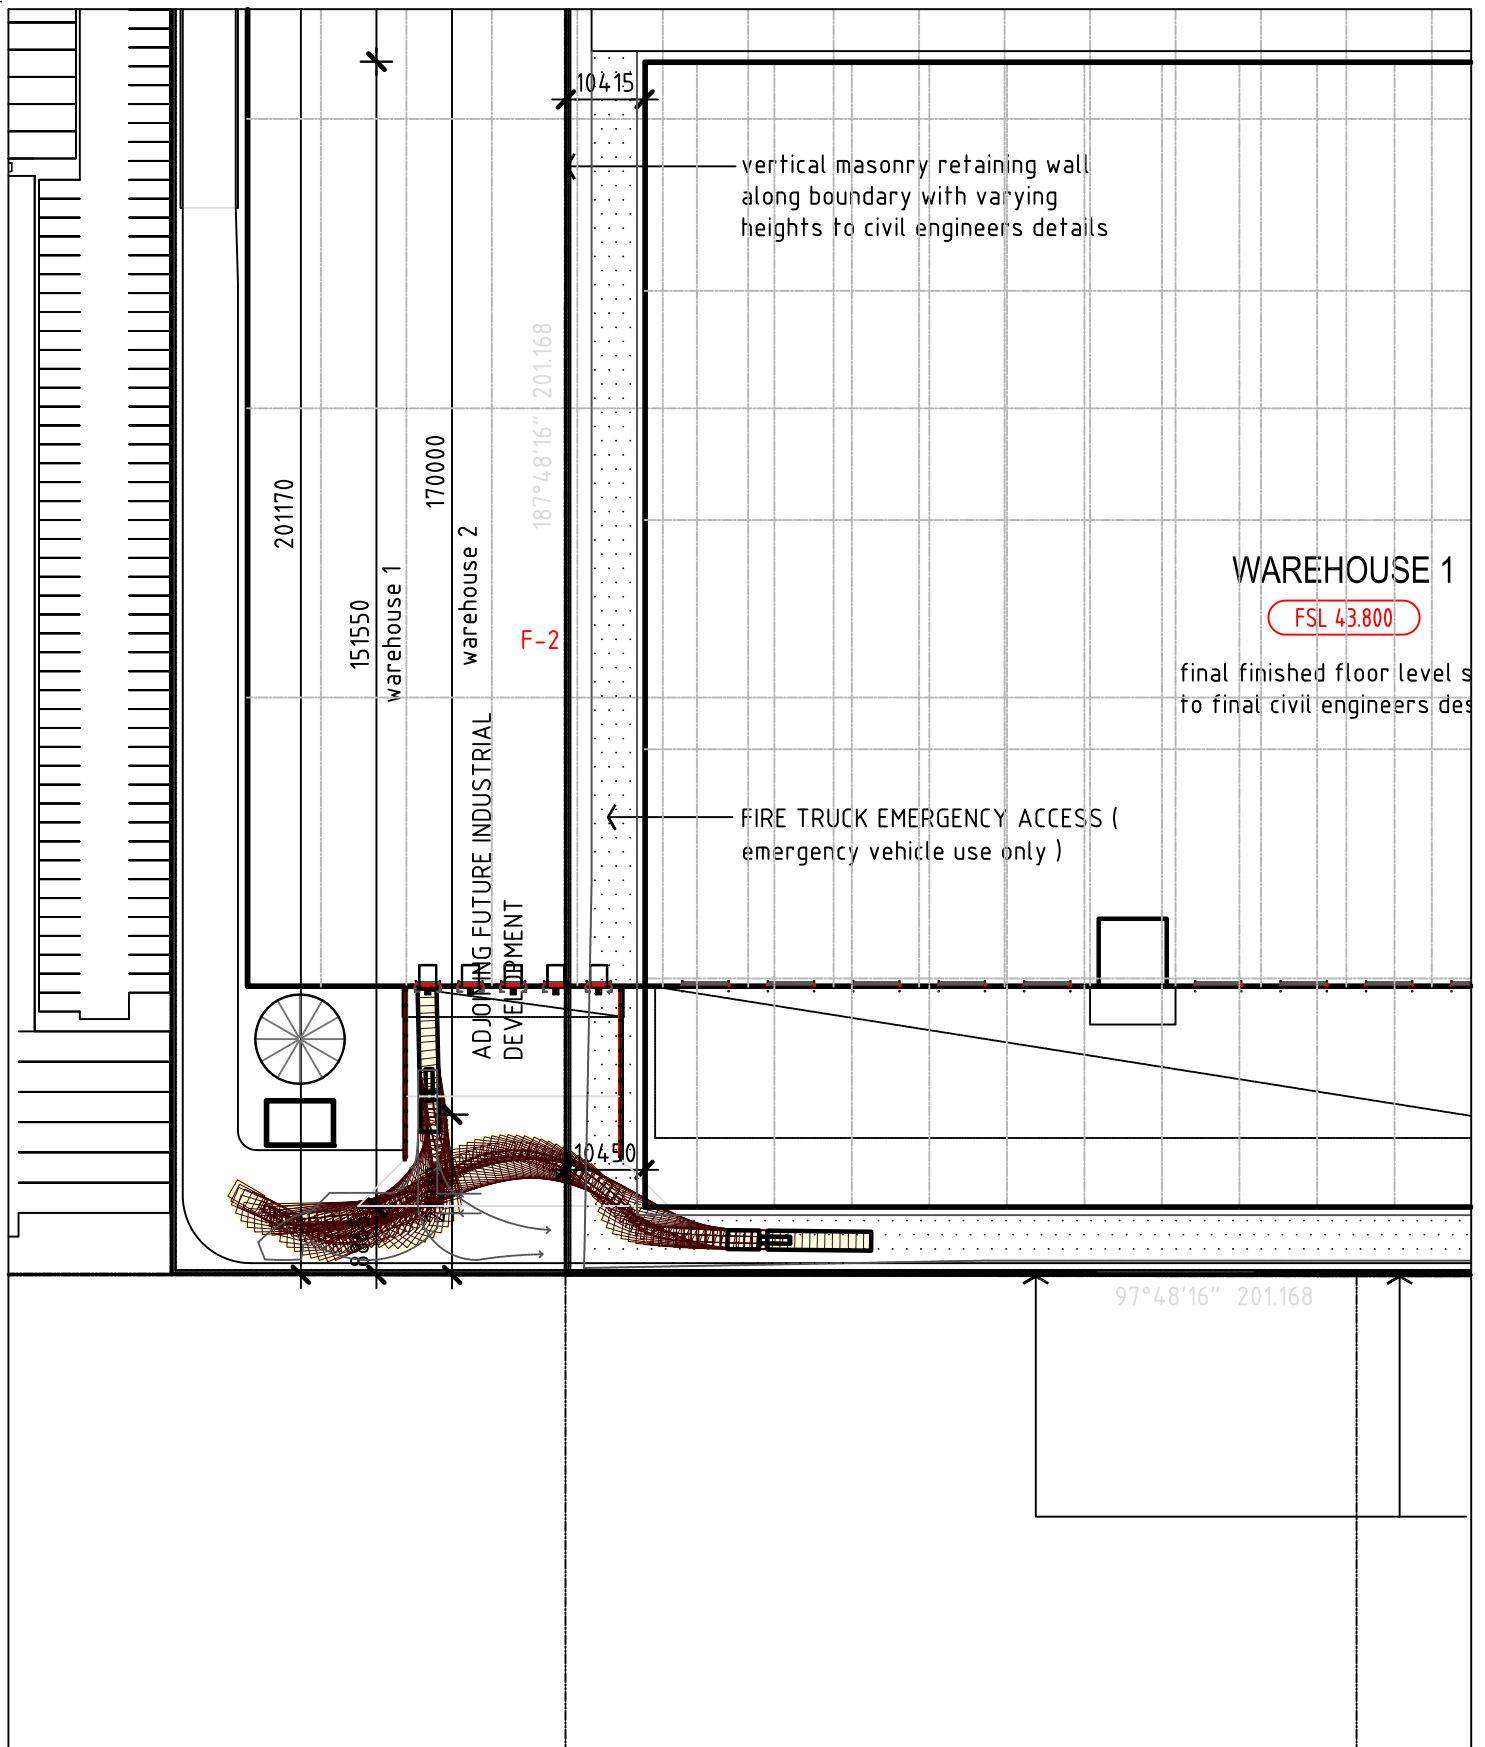 10415
vertical masonry retaining wall
along boundary with varying
heights to civil engineers details
187°48'16" 201.168
170000
201170
warehouse 2
warehouse 1
151550
F-2
WAREHOUSE 1
FSL 43.800
final finished floor level s
to final civil engineers des
ADJOINING FUTURE INDUSTRIAL
DEVELOPMENT
FIRE TRUCK EMERGENCY ACCESS (
emergency vehicle use only )
10450
97°48'16" 201.168